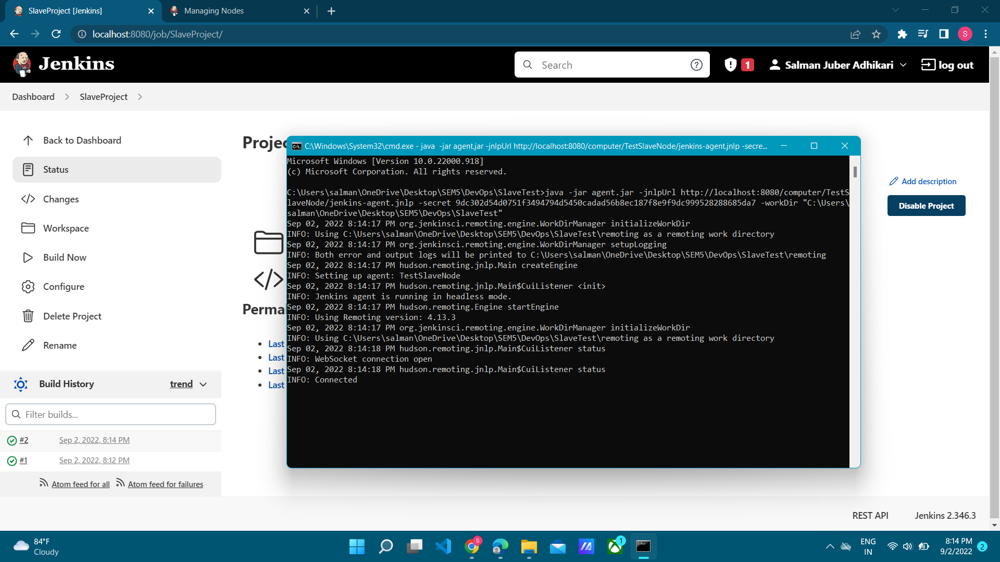 SlaveProject [Jenkins]
Managing Nodes
localhost:8080/job/SlaveProject/
S
Jenkins
Search
1
Salman Juber Adhikari
log out
Dashboard
SlaveProject
Back to Dashboard
Status
Changes
Workspace
Build Now
Configure
Delete Project
Rename
Build History
trend
Filter builds...
#2 Sep 2, 2022, 8:14 PM
#1 Sep 2, 2022, 8:12 PM
Atom feed for all Atom feed for failures
Projec
Perma
Last
Last
Last
Last
C:\Windows\System32\cmd.exe - java -jar agent.jar -jnlpUrl http://localhost:8080/computer/TestSlaveNode/jenkins-agent.jnlp -secre...
Microsoft Windows [Version 10.0.22000.918]
(c) Microsoft Corporation. All rights reserved.
C:\Users\salman\OneDrive\Desktop\SEM5\DevOps\SlaveTest>java -jar agent.jar -jnlpUrl http://localhost:8080/computer/TestS
laveNode/jenkins-agent.jnlp -secret 9dc302d54d0751f3494794d5450cadad56b8ec187f8e9f9dc999528288685da7 -workDir "C:\Users\
salman\OneDrive\Desktop\SEM5\DevOps\SlaveTest"
Sep 02, 2022 8:14:17 PM org.jenkinsci.remoting.engine.WorkDirManager initializeWorkDir
INFO: Using C:\Users\salman\OneDrive\Desktop\SEM5\DevOps\SlaveTest\remoting as a remoting work directory
Sep 02, 2022 8:14:17 PM org.jenkinsci.remoting.engine.WorkDirManager setupLogging
INFO: Both error and output logs will be printed to C:\Users\salman\OneDrive\Desktop\SEM5\DevOps\SlaveTest\remoting
Sep 02, 2022 8:14:17 PM hudson.remoting.jnlp.Main createEngine
INFO: Setting up agent: TestSlaveNode
Sep 02, 2022 8:14:17 PM hudson.remoting.jnlp.Main$CuiListener <init>
INFO: Jenkins agent is running in headless mode.
Sep 02, 2022 8:14:17 PM hudson.remoting.Engine startEngine
INFO: Using Remoting version: 4.13.3
Sep 02, 2022 8:14:17 PM org.jenkinsci.remoting.engine.WorkDirManager initializeWorkDir
INFO: Using C:\Users\salman\OneDrive\Desktop\SEM5\DevOps\SlaveTest\remoting as a remoting work directory
Sep 02, 2022 8:14:18 PM hudson.remoting.jnlp.Main$CuiListener status
INFO: WebSocket connection open
Sep 02, 2022 8:14:18 PM hudson.remoting.jnlp.Main$CuiListener status
INFO: Connected
Add description
Disable Project
REST API
Jenkins 2.346.3
84°F
Cloudy
S
1
ENG
IN
8:14 PM
9/2/2022
2